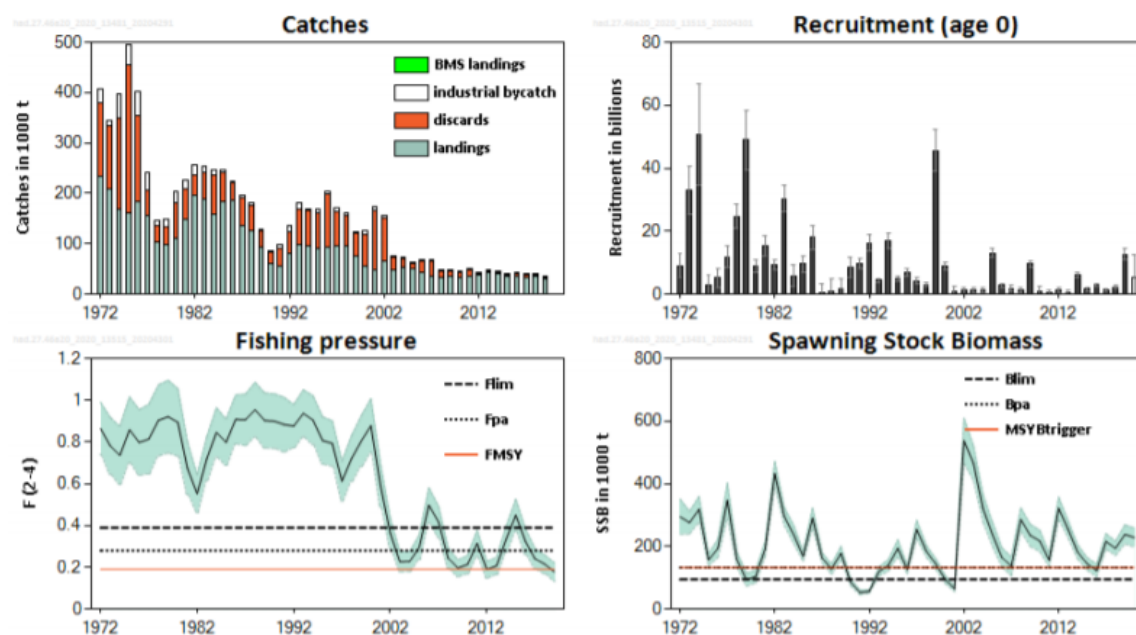 Catches
500
400
300
200
100
0
Catches in 1000 t
BMS landings
industrial bycatch
discards
landings
1972 1982 1992 2002 2012
Recruitment (age 0)
80
60
40
20
0
Recruitment in billions
1972 1982 1992 2002 2012
Fishing pressure
1.2
1
0.8
0.6
0.4
0.2
0
F (2-4)
Flim
Fpa
FMSY
1972 1982 1992 2002 2012
Spawning Stock Biomass
800
600
400
200
0
SSB in 1000 t
Blim
Bpa
MSYBtrigger
1972 1982 1992 2002 2012